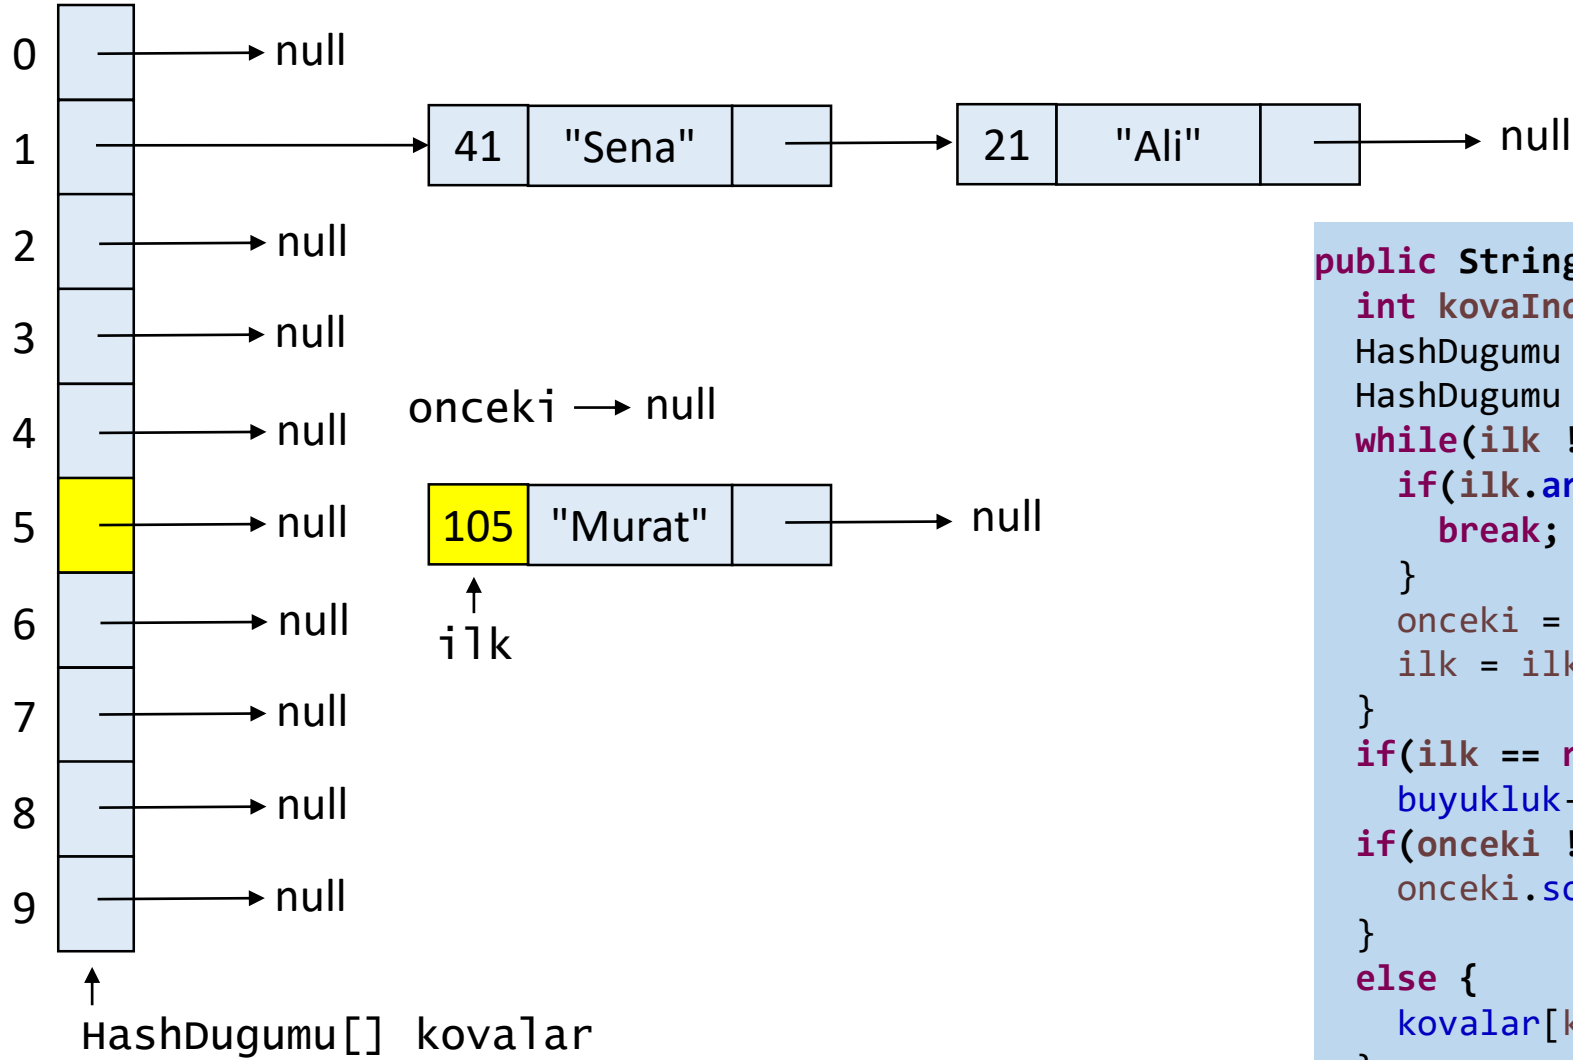 0 null
1 41 "Sena" 21 "Ali" null
2 null
3 null
4 null
onceki null
5 null 105 "Murat" null
6 null
ilk
7 null
8 null
9 null
HashDugumu[] kovalar
public String
int kovaInd
HashDugumu
HashDugumu
while(ilk !
if(ilk.an
break;
}
onceki =
ilk = ilk
}
if(ilk == n
buyukluk-
if(onceki !
onceki.so
}
else {
kovalar[k
}